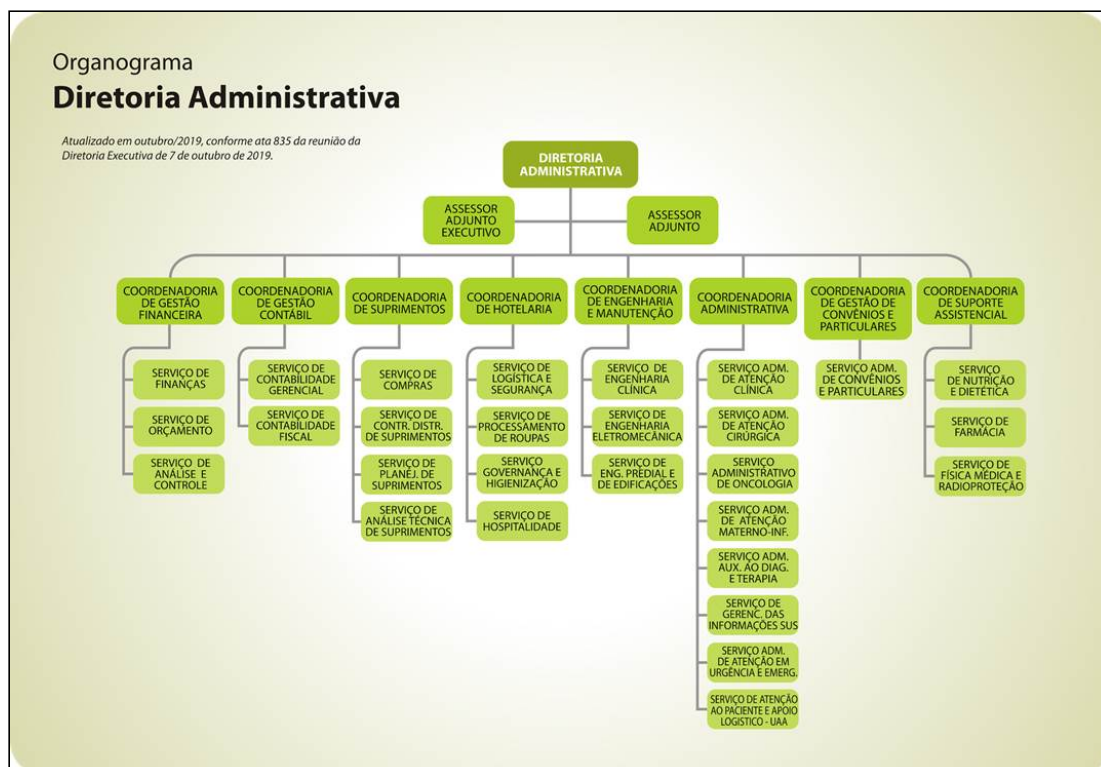 Organograma
Diretoria Administrativa
Atualizado em outubro/2019, conforme ata 835 da reunião da
Diretoria Executiva de 7 de outubro de 2019.
DIRETORIA
ADMINISTRATIVA
ASSESSOR
ADJUNTO
EXECUTIVO
ASSESSOR
ADJUNTO
COORDENADORIA
DE GESTÃO
FINANCEIRA
COORDENADORIA
DE GESTÃO
CONTÁBIL
COORDENADORIA
DE SUPRIMENTOS
COORDENADORIA
DE HOTELARIA
COORDENADORIA
DE ENGENHARIA
E MANUTENÇÃO
COORDENADORIA
ADMINISTRATIVA
COORDENADORIA
DE GESTÃO DE
CONVÊNIOS E
PARTICULARES
COORDENADORIA
DE SUPORTE
ASSISTENCIAL
SERVIÇO DE
FINANÇAS
SERVIÇO DE
ORÇAMENTO
SERVIÇO DE
ANÁLISE E
CONTROLE
SERVIÇO DE
CONTABILIDADE
GERENCIAL
SERVIÇO DE
CONTABILIDADE
FISCAL
SERVIÇO DE
COMPRAS
SERVIÇO DE
CONTR. DISTR.
DE SUPRIMENTOS
SERVIÇO DE
PLANEJ. DE
SUPRIMENTOS
SERVIÇO DE
ANÁLISE TÉCNICA
DE SUPRIMENTOS
SERVIÇO DE
LOGÍSTICA E
SEGURANÇA
SERVIÇO DE
PROCESSAMENTO
DE ROUPAS
SERVIÇO
GOVERNANÇA E
HIGIENIZAÇÃO
SERVIÇO DE
HOSPITALIDADE
SERVIÇO DE
ENGENHARIA
CLÍNICA
SERVIÇO DE
ENGENHARIA
ELETROMECÂNICA
SERVIÇO DE
ENG. PREDIAL E
DE EDIFICAÇÕES
SERVIÇO ADM.
DE ATENÇÃO
CLÍNICA
SERVIÇO ADM.
DE ATENÇÃO
CIRÚRGICA
SERVIÇO
ADMINISTRATIVO
DE ONCOLOGIA
SERVIÇO ADM.
DE ATENÇÃO
MATERNO-INF.
SERVIÇO ADM.
AUX. AO DIAG.
E TERAPIA
SERVIÇO DE
GERENC. DAS
INFORMAÇÕES SUS
SERVIÇO ADM.
DE ATENÇÃO EM
URGÊNCIA E EMERG.
SERVIÇO DE ATENÇÃO
AO PACIENTE E APOIO
LOGISTICO - UAA
SERVIÇO ADM.
DE CONVÊNIOS
E PARTICULARES
SERVIÇO
DE NUTRIÇÃO
E DIETÉTICA
SERVIÇO DE
FARMÁCIA
SERVIÇO DE
FÍSICA MÉDICA E
RADIOPROTEÇÃO